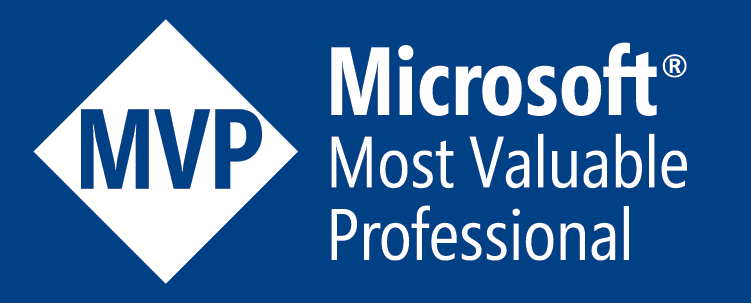 MVP
Microsoft®
Most Valuable
Professional